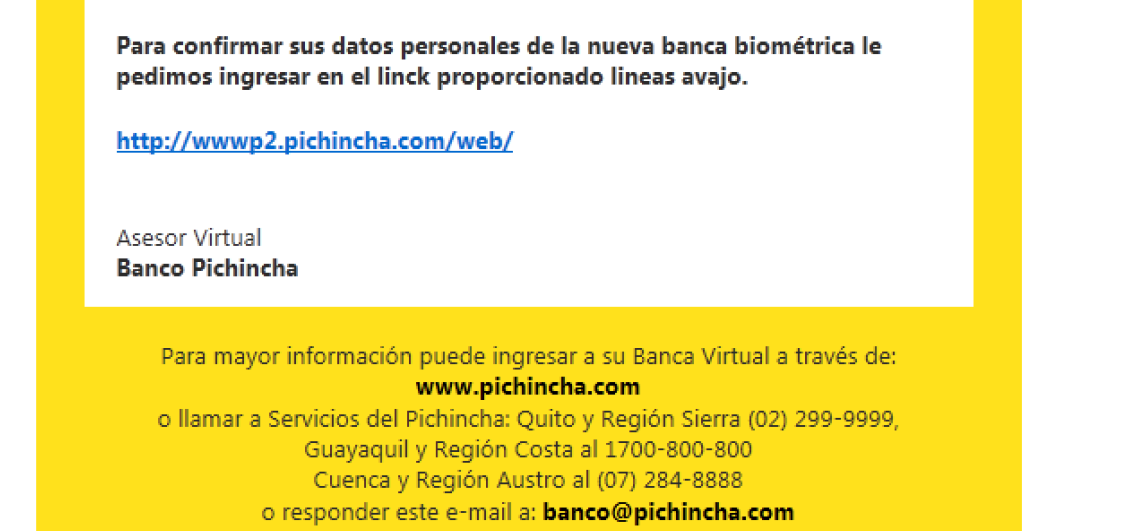 Para confirmar sus datos personales de la nueva banca biométrica le
pedimos ingresar en el linck proporcionado lineas avajo.
http://wwwp2.pichincha.com/web/
Asesor Virtual
Banco Pichincha
Para mayor información puede ingresar a su Banca Virtual a través de:
www.pichincha.com
o llamar a Servicios del Pichincha: Quito y Región Sierra (02) 299-9999,
Guayaquil y Región Costa al 1700-800-800
Cuenca y Región Austro al (07) 284-8888
o responder este e-mail a: banco@pichincha.com